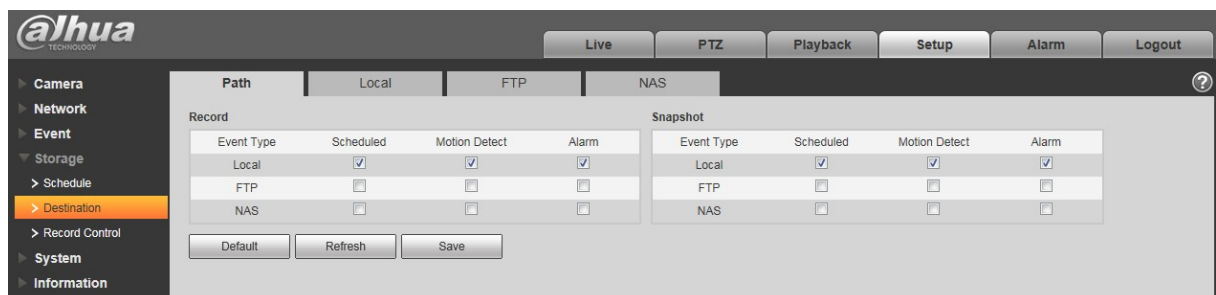 alhua
TECHNOLOGY
Live PTZ Playback Setup Alarm Logout
Camera
Network
Event
Storage
> Schedule
> Destination
> Record Control
System
Information
Path Local FTP NAS
?
Record
Event Type Scheduled Motion Detect Alarm
Local
FTP
NAS
Snapshot
Event Type Scheduled Motion Detect Alarm
Local
FTP
NAS
Default Refresh Save